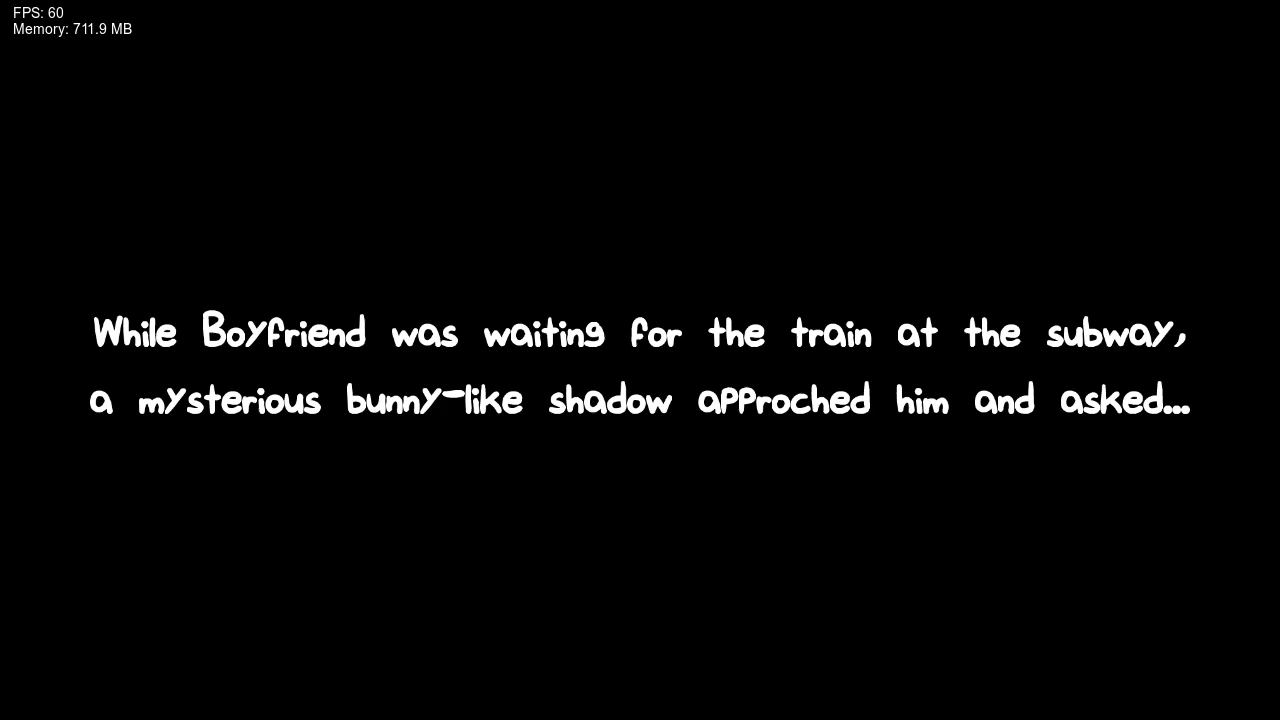 FPS: 60
Memory: 711.9 MB
While Boyfriend was waiting for the train at the subway,
a mysterious bunny-like shadow approched him and asked...